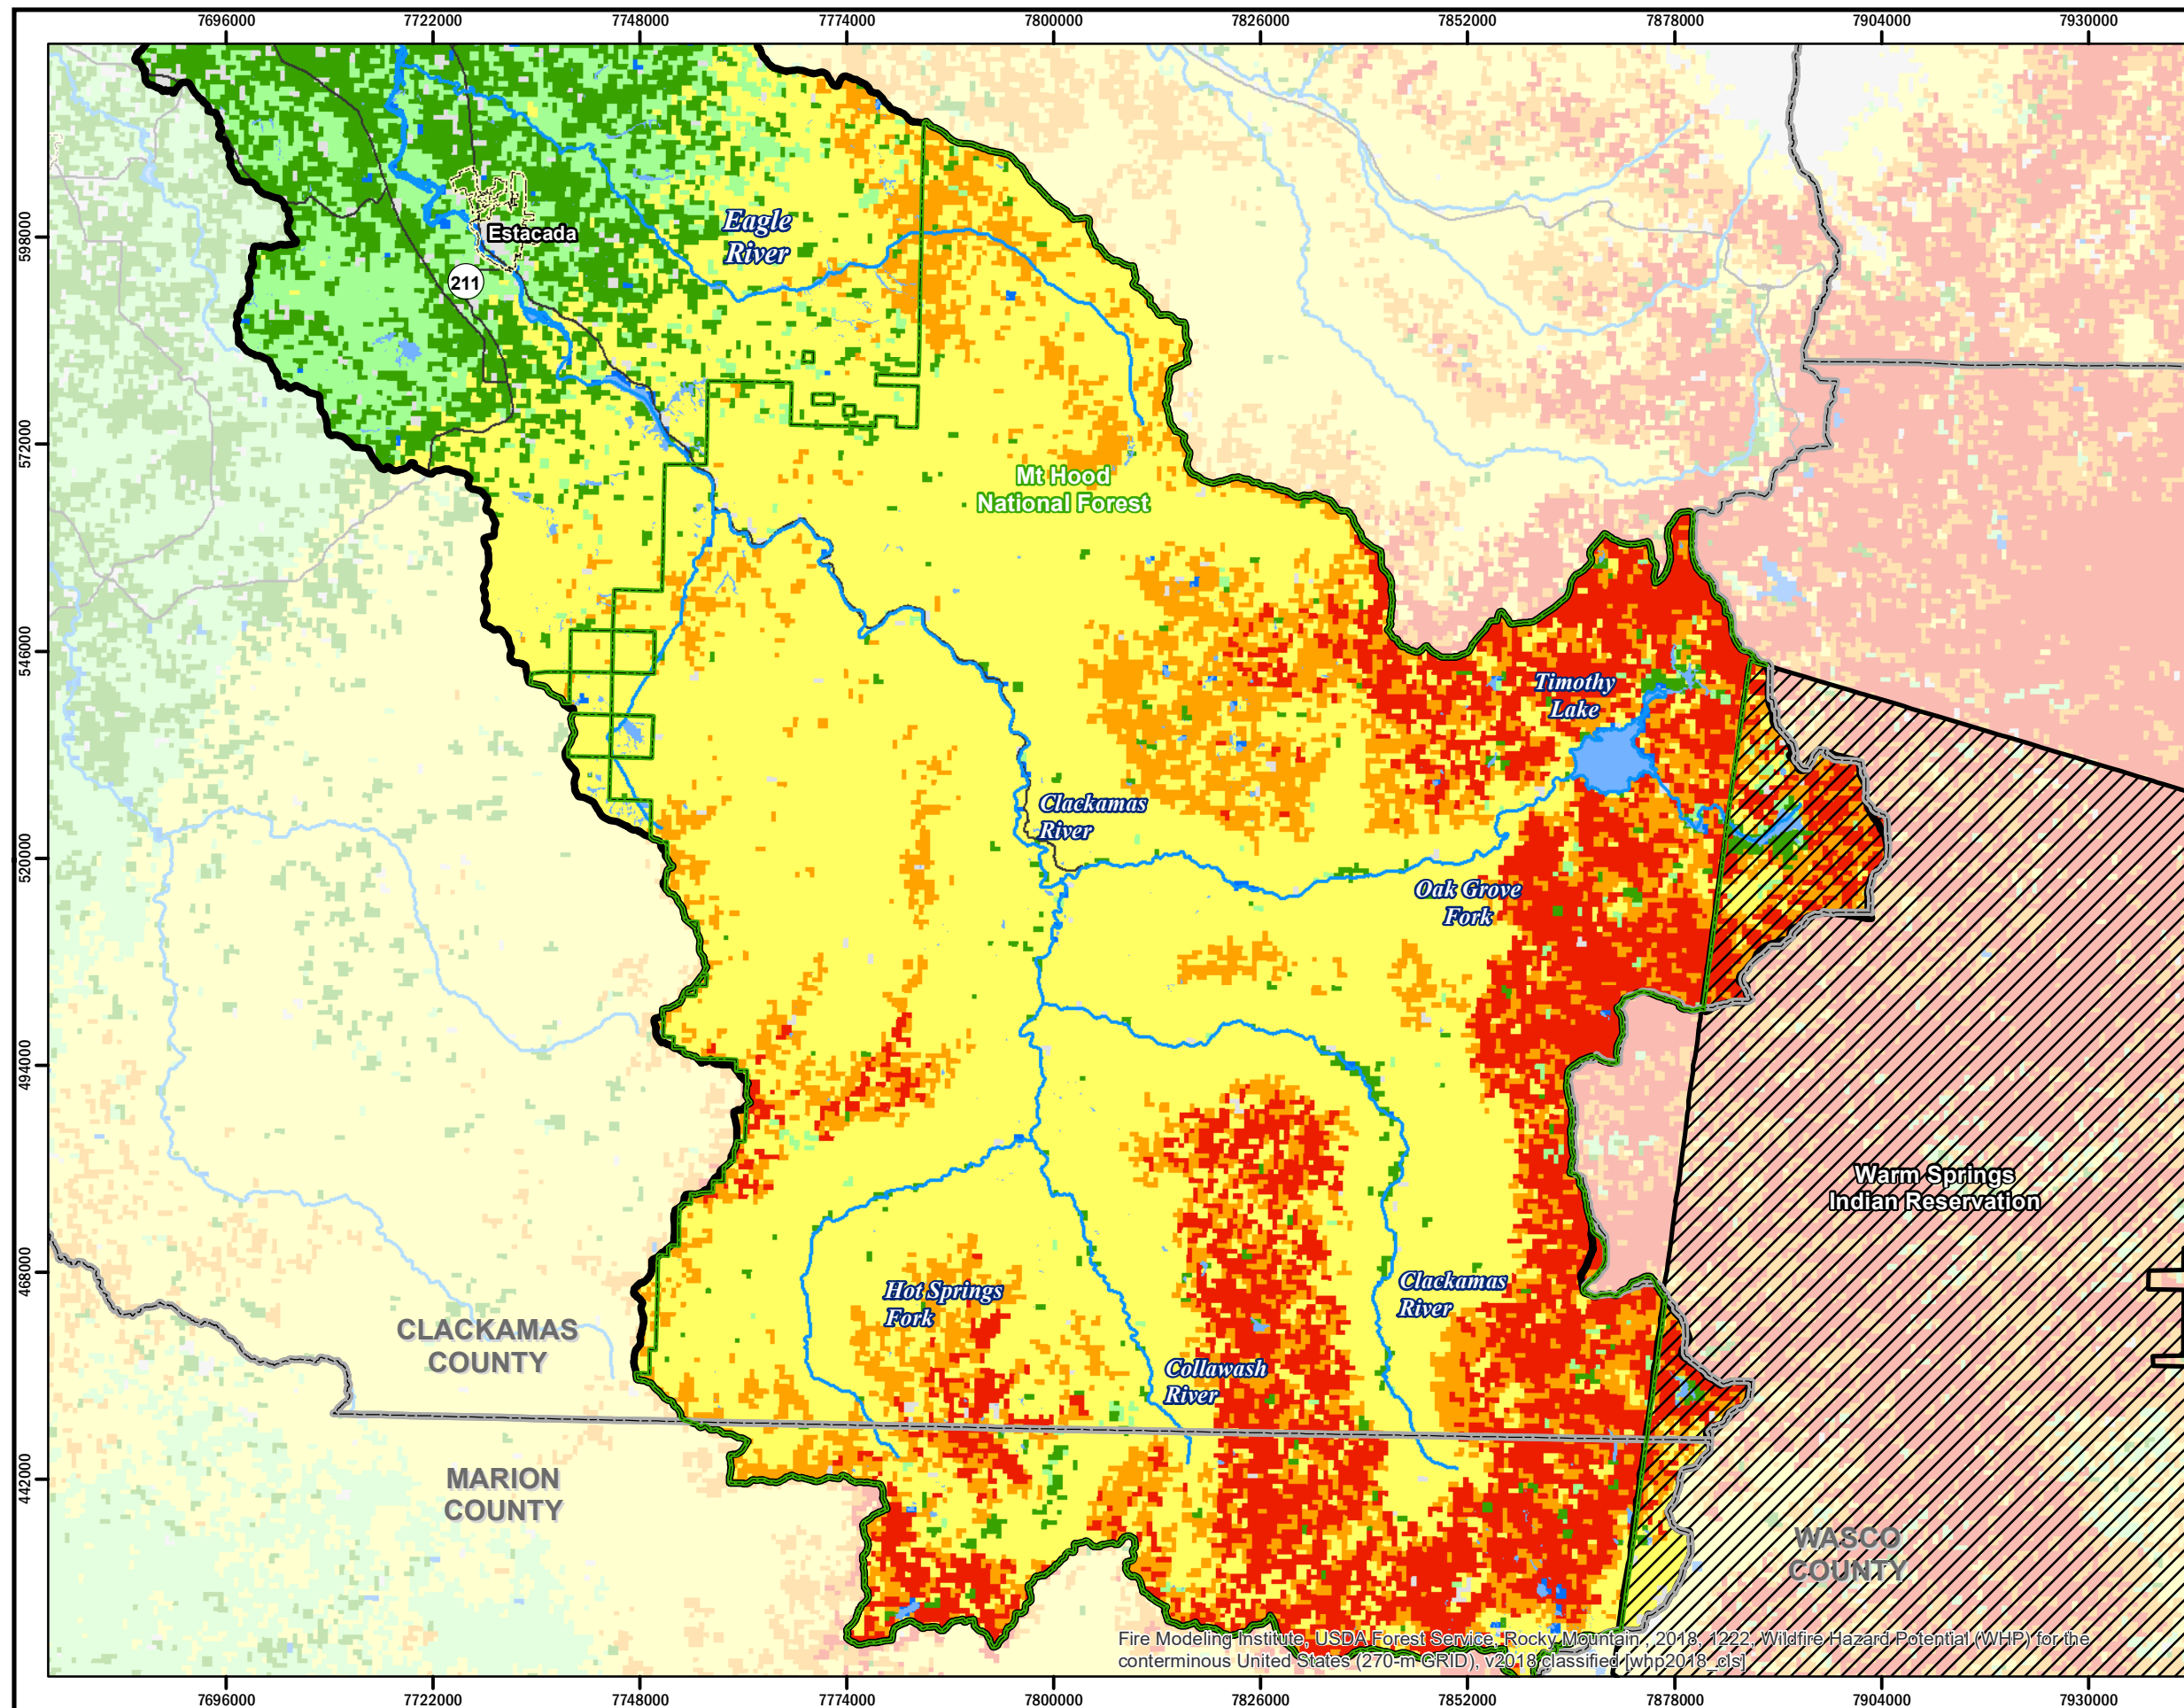 7696000 7722000 7748000 7774000 7800000 7826000 7852000 7878000 7904000 7930000
598000
572000
546000
520000
494000
468000
442000
Eagle
River
Estacada
211
Mt Hood
National Forest
Timothy
Lake
Clackamas
River
Oak Grove
Fork
Warm Springs
Indian Reservation
Hot Springs
Fork
Clackamas
River
CLACKAMAS
COUNTY
Collawash
River
MARION
COUNTY
WASCO
COUNTY
Fire Modeling Institute, USDA Forest Service, Rocky Mountain , 2018, 1222, Wildfire Hazard Potential (WHP) for the
conterminous United States (270-m GRID), v2018 classified [whp2018_cls]
7696000 7722000 7748000 7774000 7800000 7826000 7852000 7878000 7904000 7930000